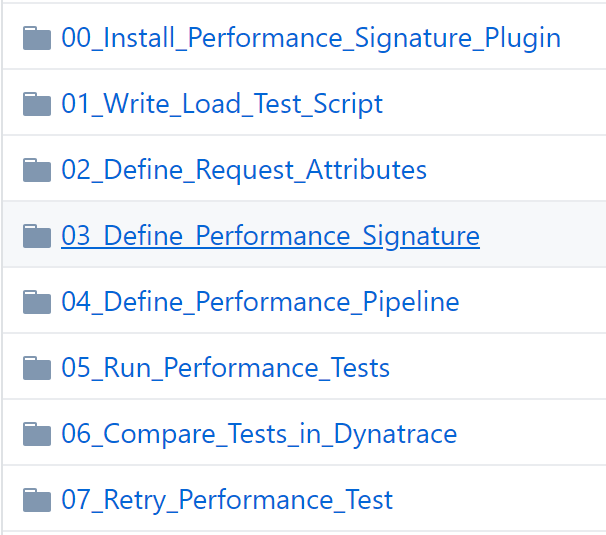 00_Install_Performance_Signature_Plugin
01_Write_Load_Test_Script
02_Define_Request_Attributes
03_Define_Performance_Signature
04_Define_Performance_Pipeline
05_Run_Performance_Tests
06_Compare_Tests_in_Dynatrace
07_Retry_Performance_Test